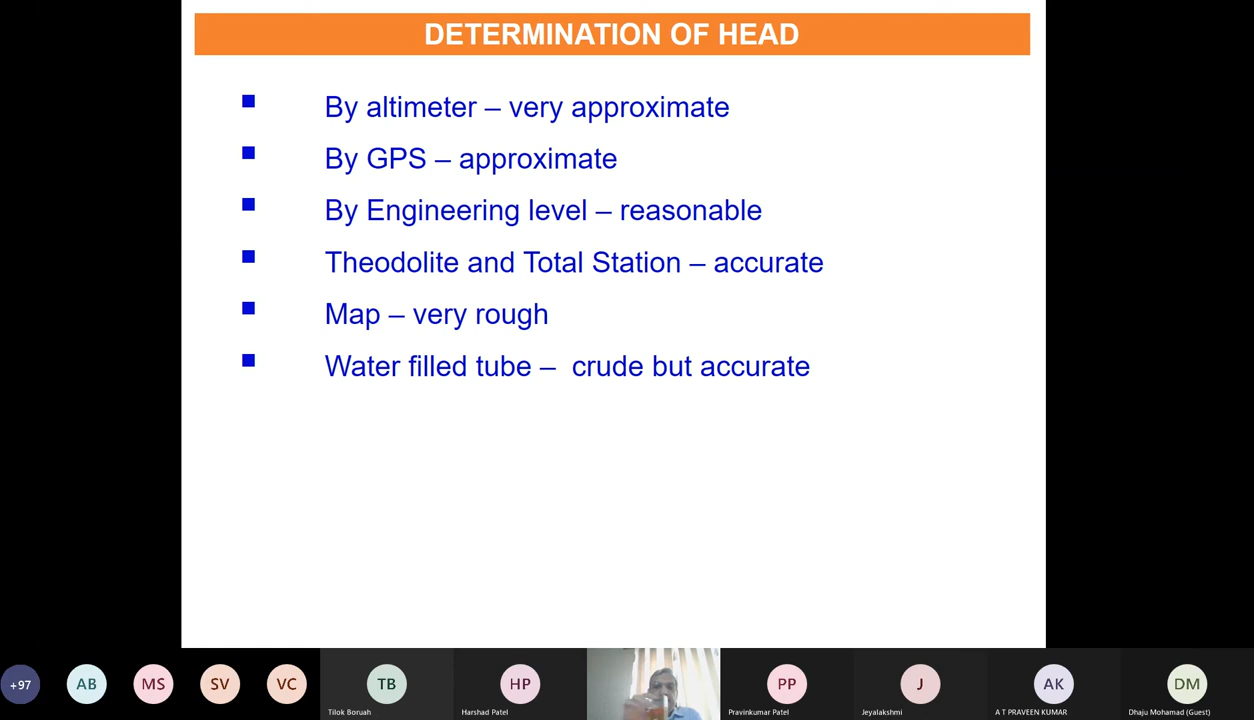 DETERMINATION OF HEAD
By altimeter – very approximate
By GPS – approximate
By Engineering level – reasonable
Theodolite and Total Station – accurate
Map – very rough
Water filled tube – crude but accurate
+97
AB
MS
SV
VC
TB
HP
PP
J
AK
DM
Tilok Boruah
Harshad Patel
Pravinkumar Patel
Jeyalakshmi
A T PRAVEEN KUMAR
Dhaju Mohamad (Guest)